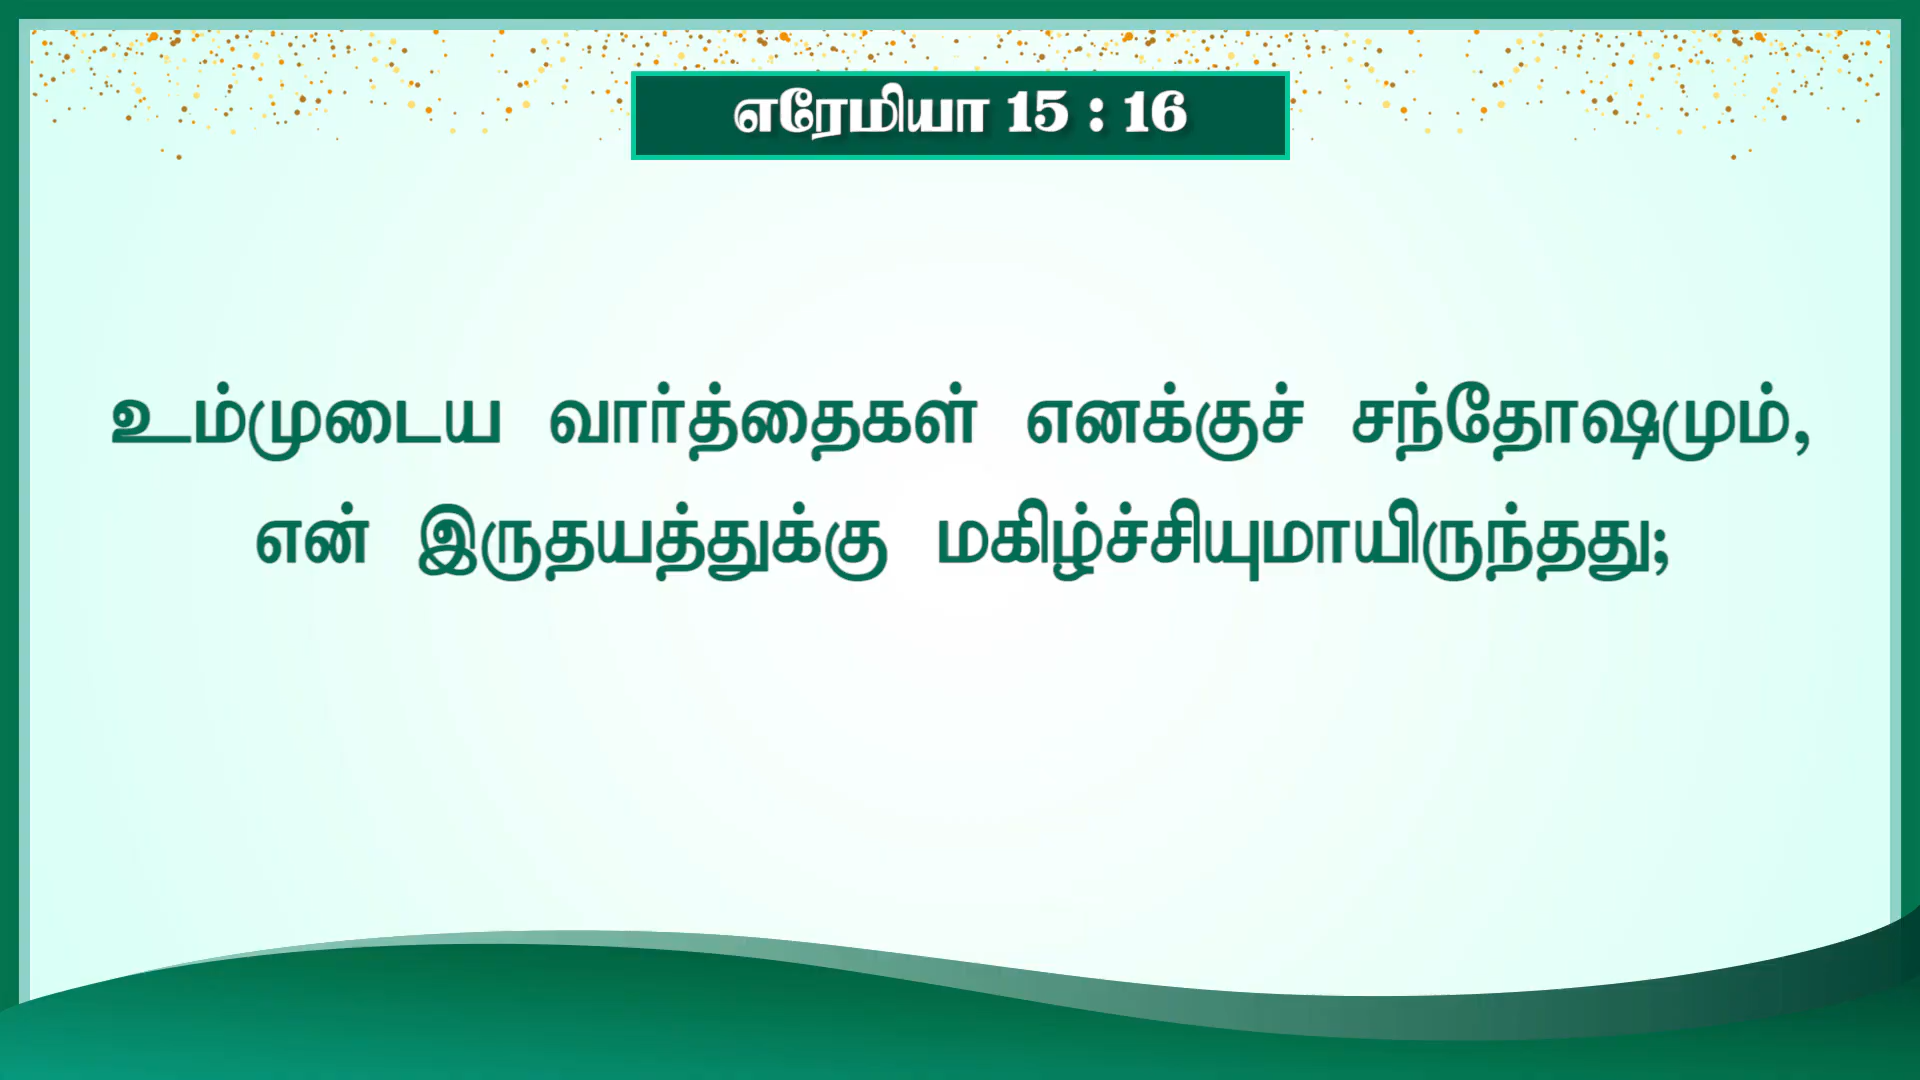 எரேமியா 15 : 16
உம்முடைய வார்த்தைகள் எனக்குச் சந்தோஷமும்,
என் இருதயத்துக்கு மகிழ்ச்சியுமாயிருந்தது;